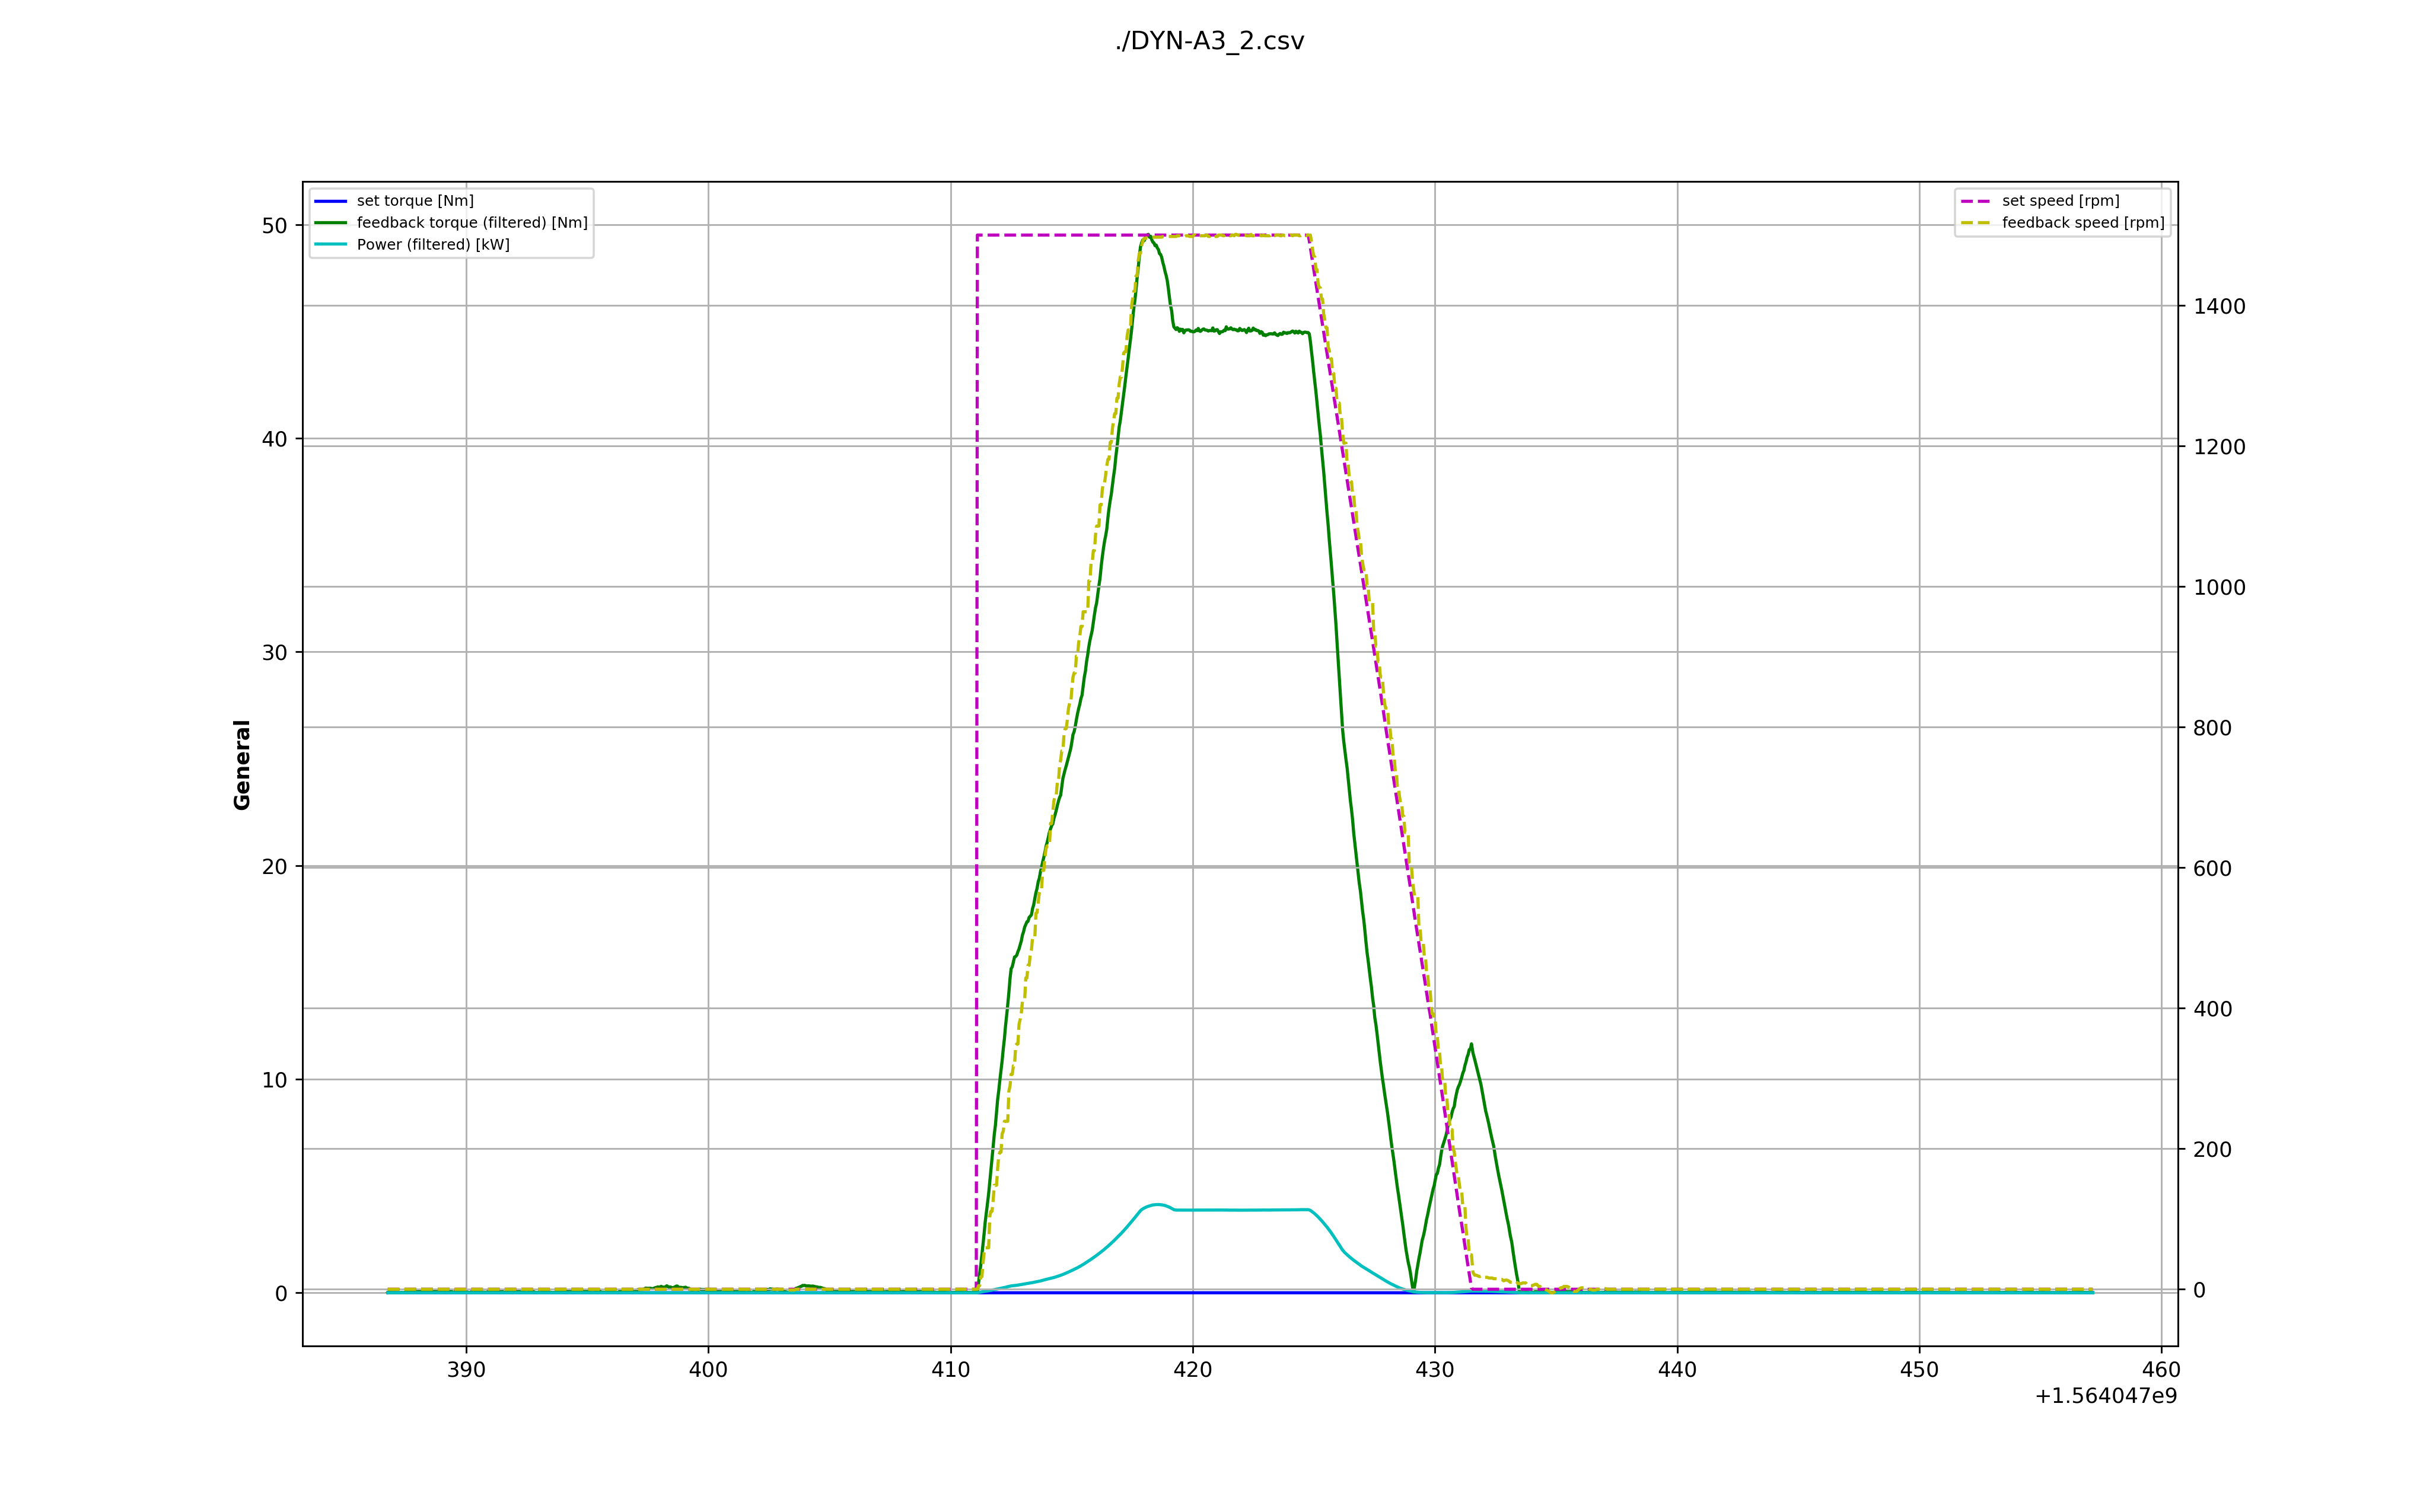 ./DYN-A3_2.csv
set torque [Nm]
feedback torque (filtered) [Nm]
Power (filtered) [kW]
set speed [rpm]
feedback speed [rpm]
50
40
30
20
10
0
General
1400
1200
1000
800
600
400
200
0
390 400 410 420 430 440 450 460
+1.564047e9